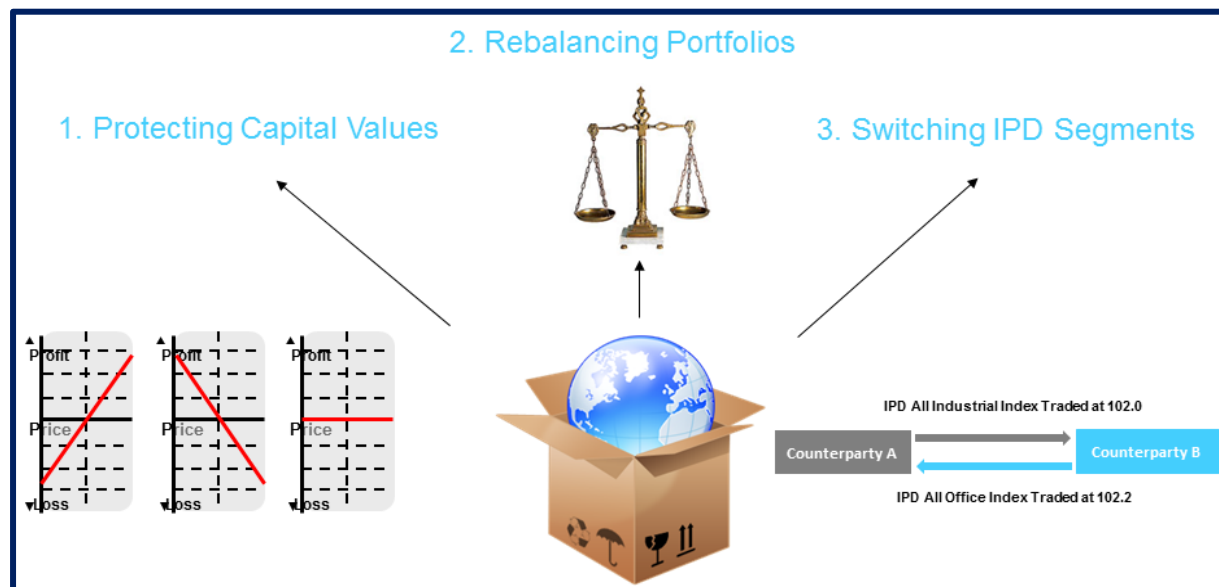 2. Rebalancing Portfolios
1. Protecting Capital Values
3. Switching IPD Segments
Profit
Price
Loss
Profit
Price
Loss
Profit
Price
Loss
IPD All Industrial Index Traded at 102.0
Counterparty A
Counterparty B
IPD All Office Index Traded at 102.2